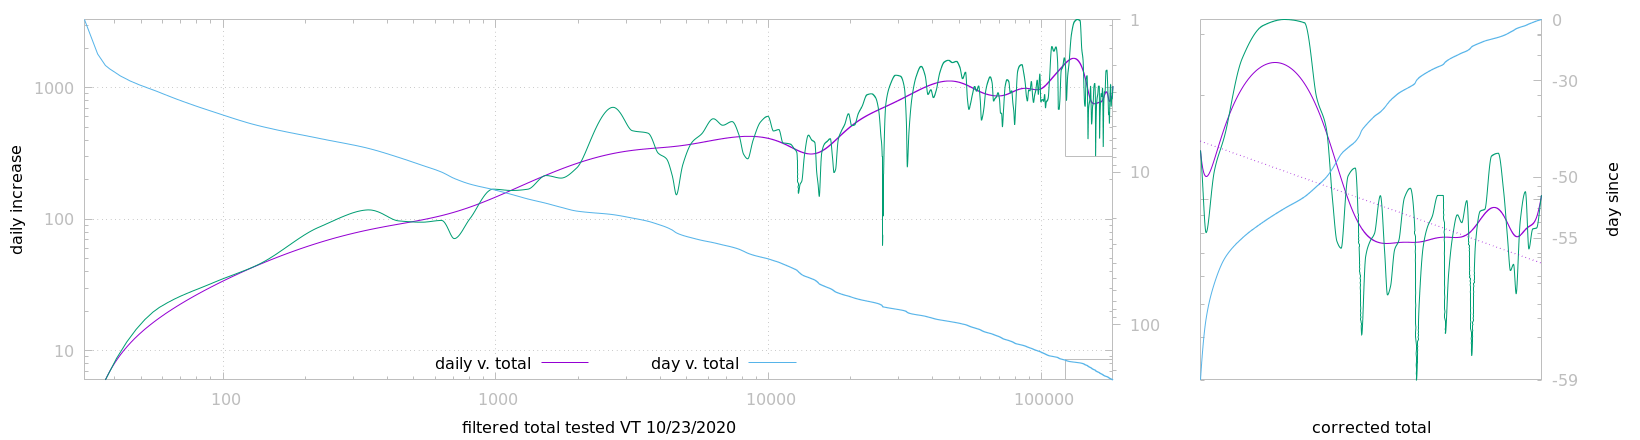 daily increase
1000
100
10
100
1000
10000
100000
filtered total tested VT 10/23/2020
daily v. total
day v. total
1
10
100
0
-30
-50
-55
-59
day since
corrected total